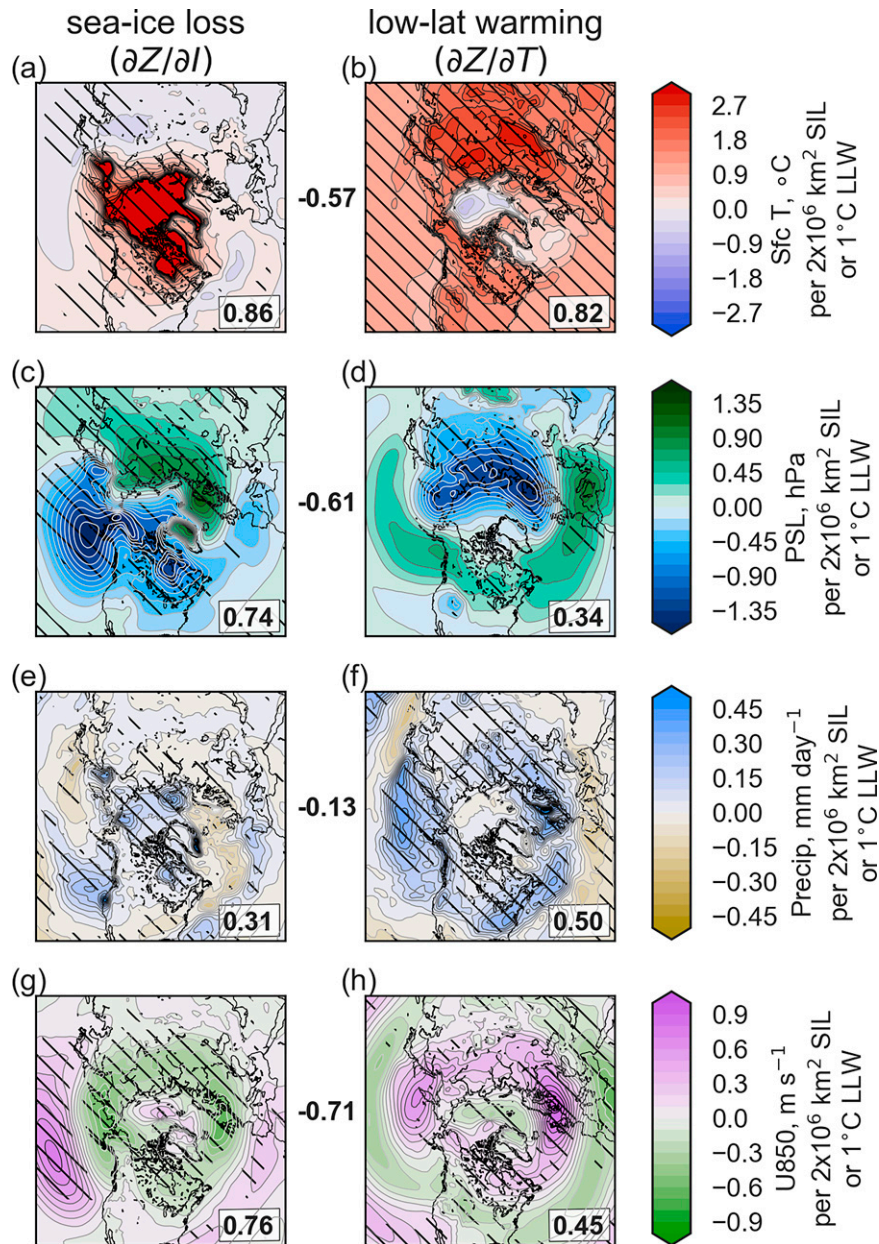 sea-ice loss
(∂Z/∂I)
low-lat warming
(∂Z/∂T)
(a)
(b)
0.86
-0.57
0.82
2.7
1.8
0.9
0.0
−0.9
−1.8
−2.7
Sfc T, ∘C
per 2x10⁶ km² SIL
or 1°C LLW
(c)
(d)
0.74
-0.61
0.34
1.35
0.90
0.45
0.00
−0.45
−0.90
−1.35
PSL, hPa
per 2x10⁶ km² SIL
or 1°C LLW
(e)
(f)
0.31
-0.13
0.50
0.45
0.30
0.15
0.00
−0.15
−0.30
−0.45
Precip, mm day⁻¹
per 2x10⁶ km² SIL
or 1°C LLW
(g)
(h)
0.76
-0.71
0.45
0.9
0.6
0.3
0.0
−0.3
−0.6
−0.9
U850, m s⁻¹
per 2x10⁶ km² SIL
or 1°C LLW